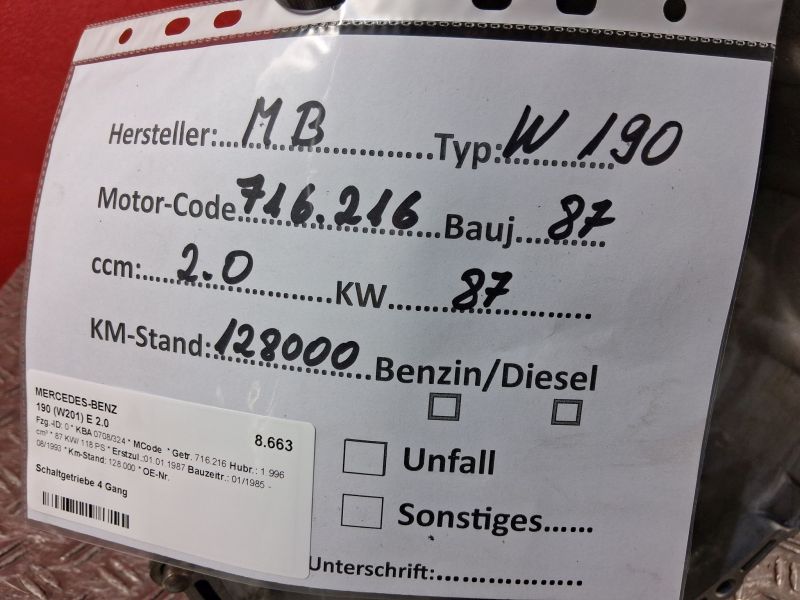 Hersteller: MB Typ: W 190
Motor-Code 716.216 Bauj. 87
ccm: 2.0 KW 87
KM-Stand: 128000 Benzin/Diesel
Unfall
Sonstiges......
Unterschrift:
MERCEDES-BENZ
190 (W201) E 2.0
8.663
Fzg.-ID: 0 * KBA 0708/324 * MCode * Getr. 716.216 Hubr.: 1.996
cm³ * 87 KW/ 118 PS * Erstzul.:01.01.1987 Bauzeitr.: 01/1985 -
08/1993 * Km-Stand: 128.000 * OE-Nr.
Schaltgetriebe 4 Gang